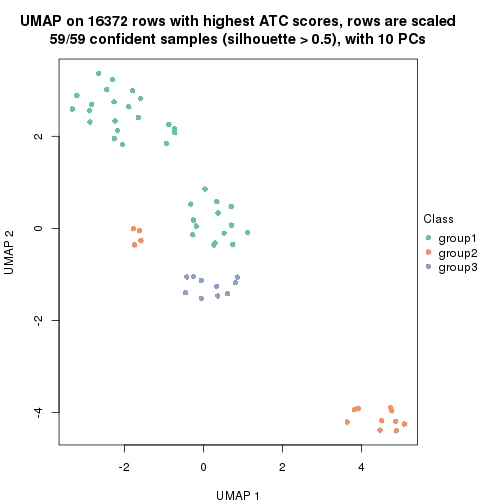 UMAP on 16372 rows with highest ATC scores, rows are scaled
59/59 confident samples (silhouette > 0.5), with 10 PCs
UMAP 2
2
0
-2
-4
-2
0
2
4
UMAP 1
Class
group1
group2
group3